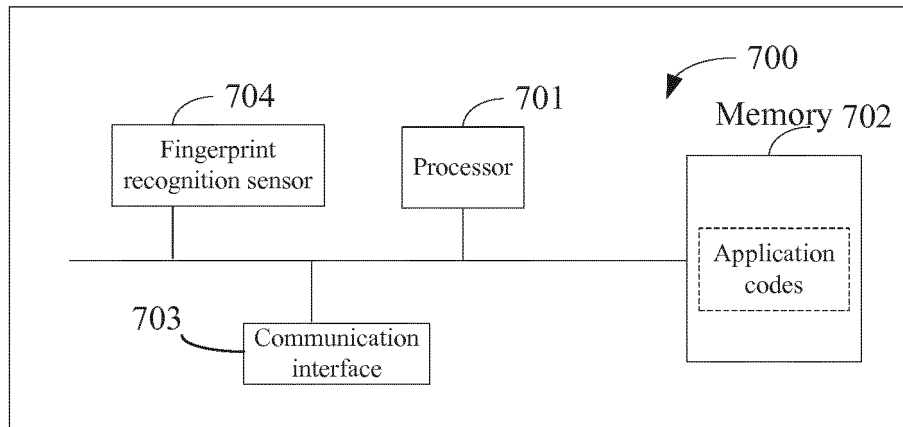 700
704
701
Memory 702
Fingerprint
recognition sensor
Processor
Application
codes
703
Communication
interface